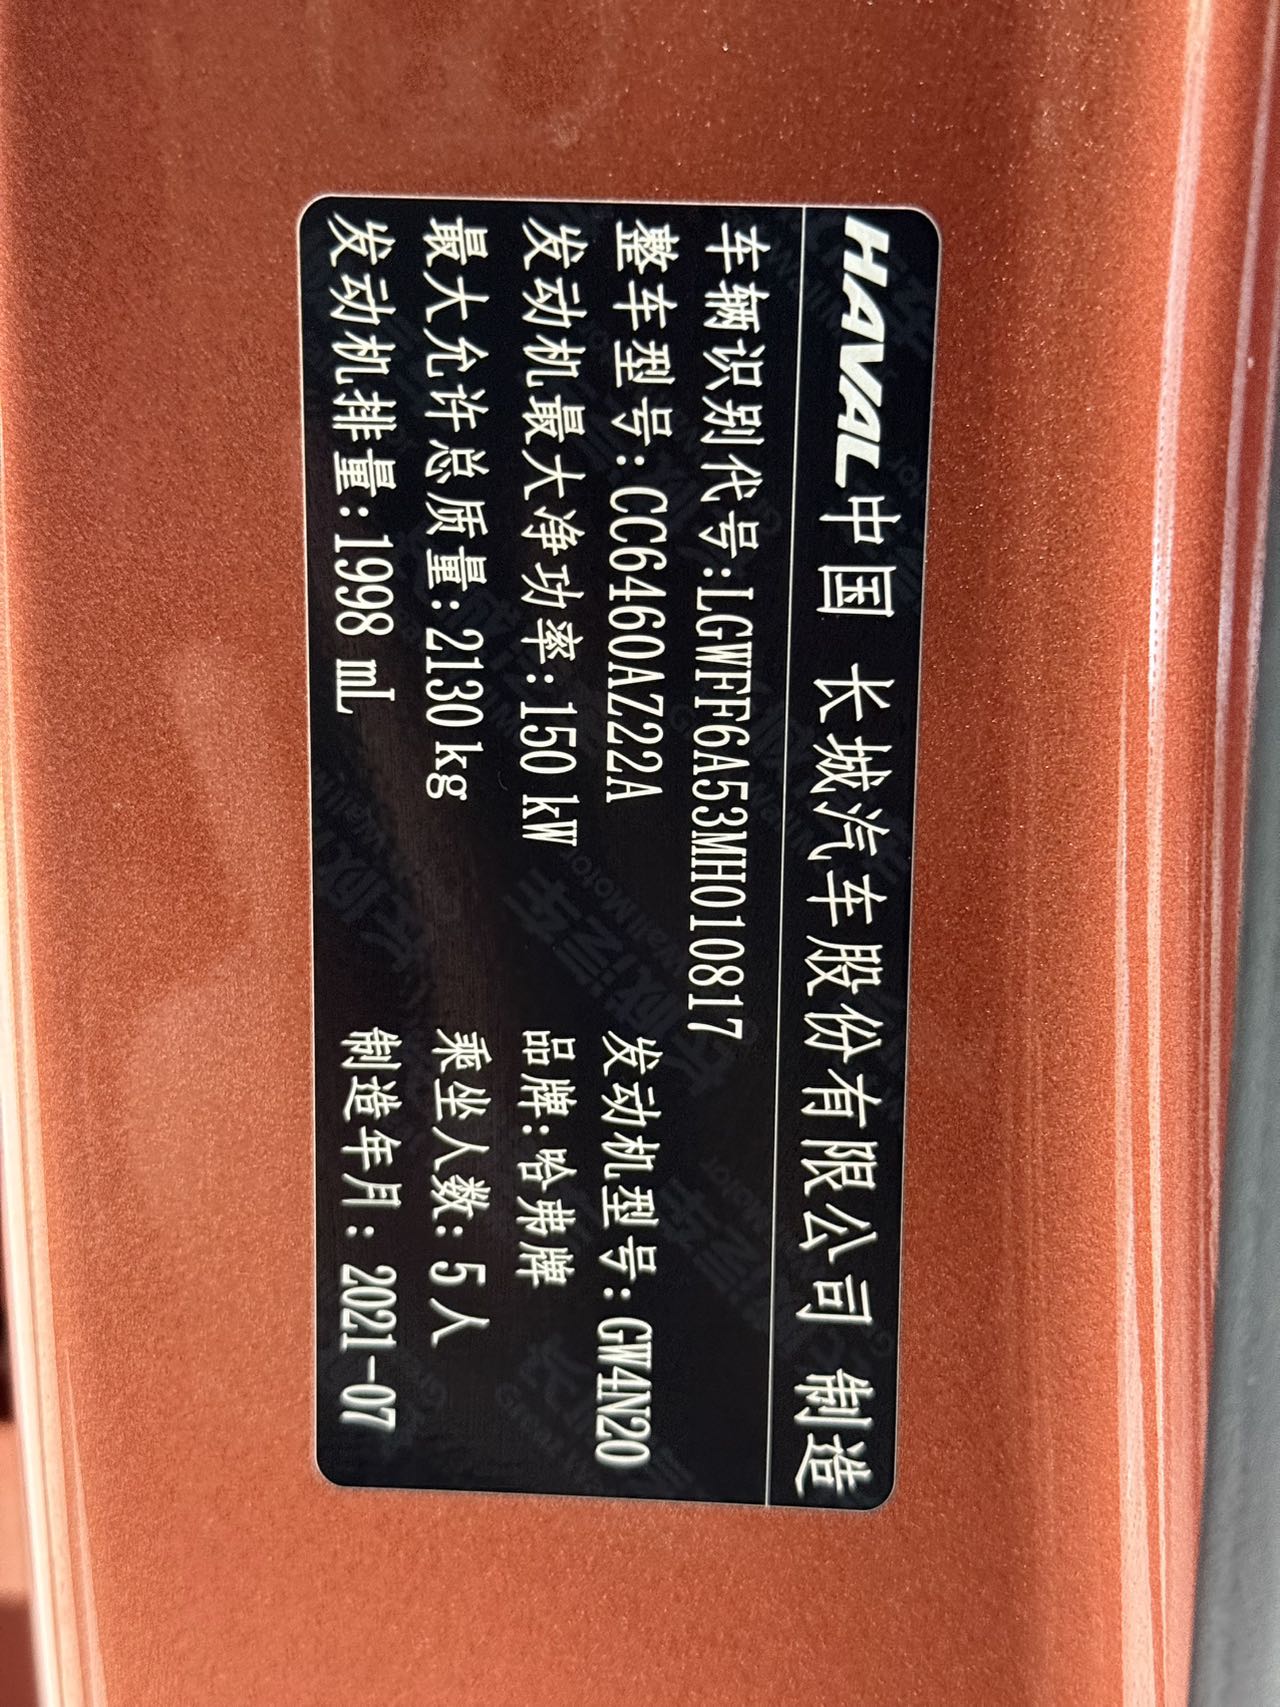 HAVAL中国 长城汽车股份有限公司 制造
车辆识别代号:LGWFF6A53MH010817
整车型号:CC6460AZ22A 发动机型号:GW4N20
发动机最大净功率:150 kW 品牌:哈弗牌
最大允许总质量:2130kg 乘坐人数:5人
发动机排量:1998 mL 制造年月:2021-07